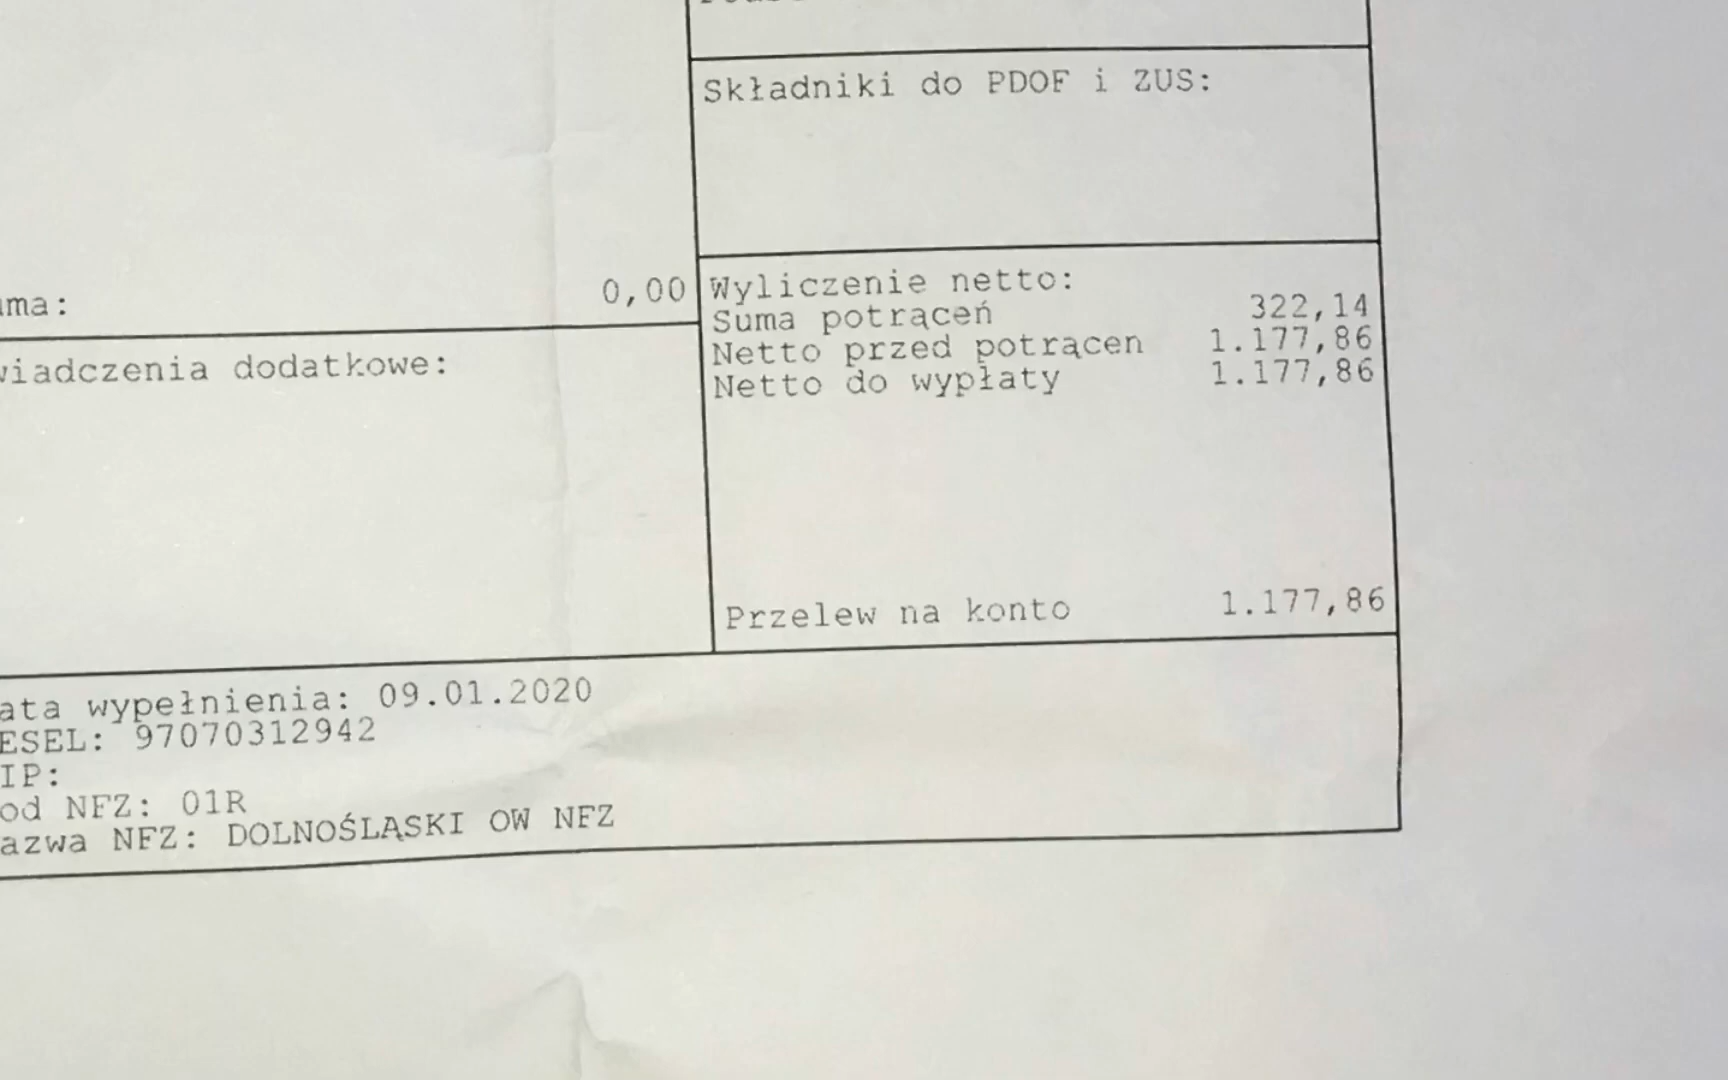 Składniki do PDOF i ZUS:
uma: 0,00
wiadczenia dodatkowe:
Wyliczenie netto:
Suma potrąceń 322,14
Netto przed potrącen 1.177,86
Netto do wypłaty 1.177,86
Przelew na konto 1.177,86
ata wypełnienia: 09.01.2020
ESEL: 97070312942
IP:
od NFZ: 01R
azwa NFZ: DOLNOŚLĄSKI OW NFZ